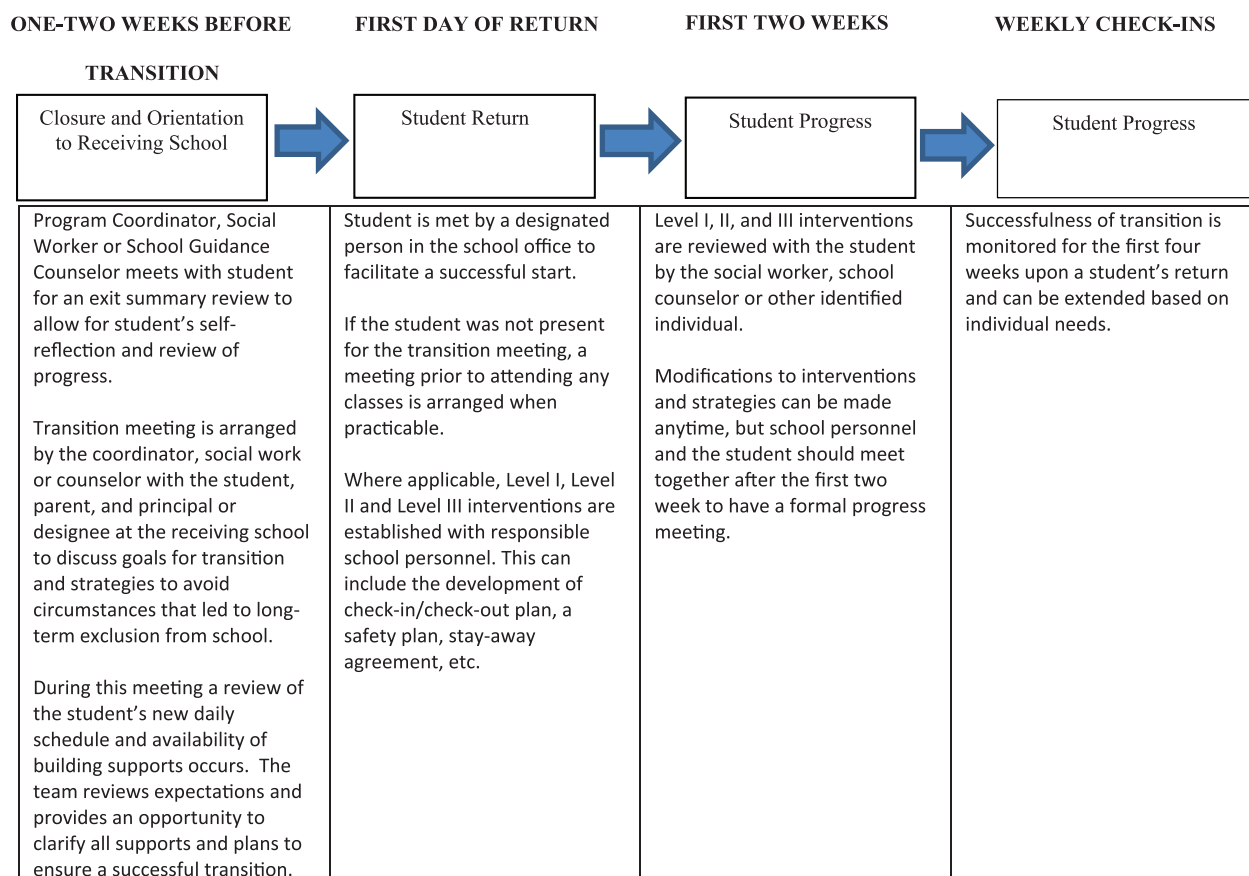 ONE-TWO WEEKS BEFORE
TRANSITION
FIRST DAY OF RETURN
FIRST TWO WEEKS
WEEKLY CHECK-INS
Closure and Orientation
to Receiving School
Student Return
Student Progress
Student Progress
Program Coordinator, Social
Worker or School Guidance
Counselor meets with student
for an exit summary review to
allow for student’s self-
reflection and review of
progress.
Transition meeting is arranged
by the coordinator, social work
or counselor with the student,
parent, and principal or
designee at the receiving school
to discuss goals for transition
and strategies to avoid
circumstances that led to long-
term exclusion from school.
During this meeting a review of
the student’s new daily
schedule and availability of
building supports occurs.  The
team reviews expectations and
provides an opportunity to
clarify all supports and plans to
ensure a successful transition.
Student is met by a designated
person in the school office to
facilitate a successful start.
If the student was not present
for the transition meeting, a
meeting prior to attending any
classes is arranged when
practicable.
Where applicable, Level I, Level
II and Level III interventions are
established with responsible
school personnel. This can
include the development of
check-in/check-out plan, a
safety plan, stay-away
agreement, etc.
Level I, II, and III interventions
are reviewed with the student
by the social worker, school
counselor or other identified
individual.
Modifications to interventions
and strategies can be made
anytime, but school personnel
and the student should meet
together after the first two
week to have a formal progress
meeting.
Successfulness of transition is
monitored for the first four
weeks upon a student’s return
and can be extended based on
individual needs.